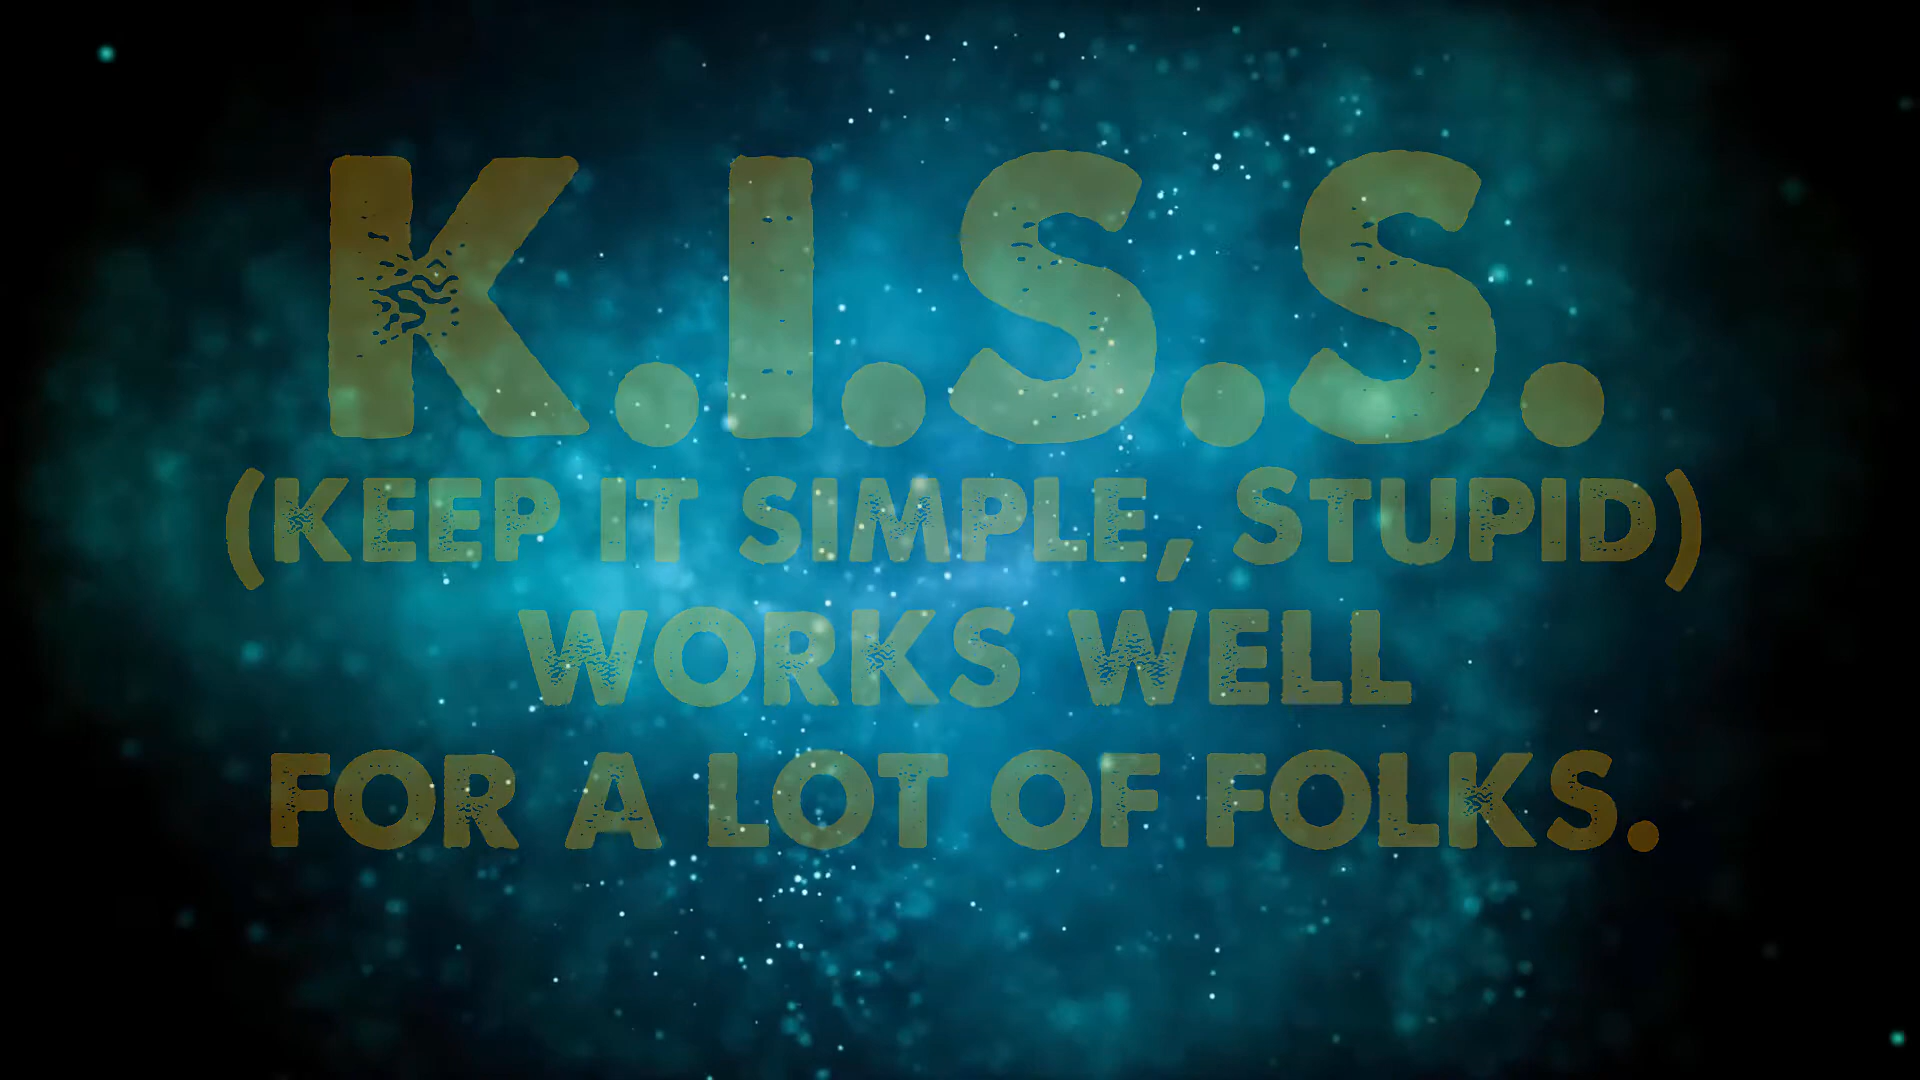 K.I.S.S.
(KEEP IT SIMPLE, STUPID)
WORKS WELL
FOR A LOT OF FOLKS.